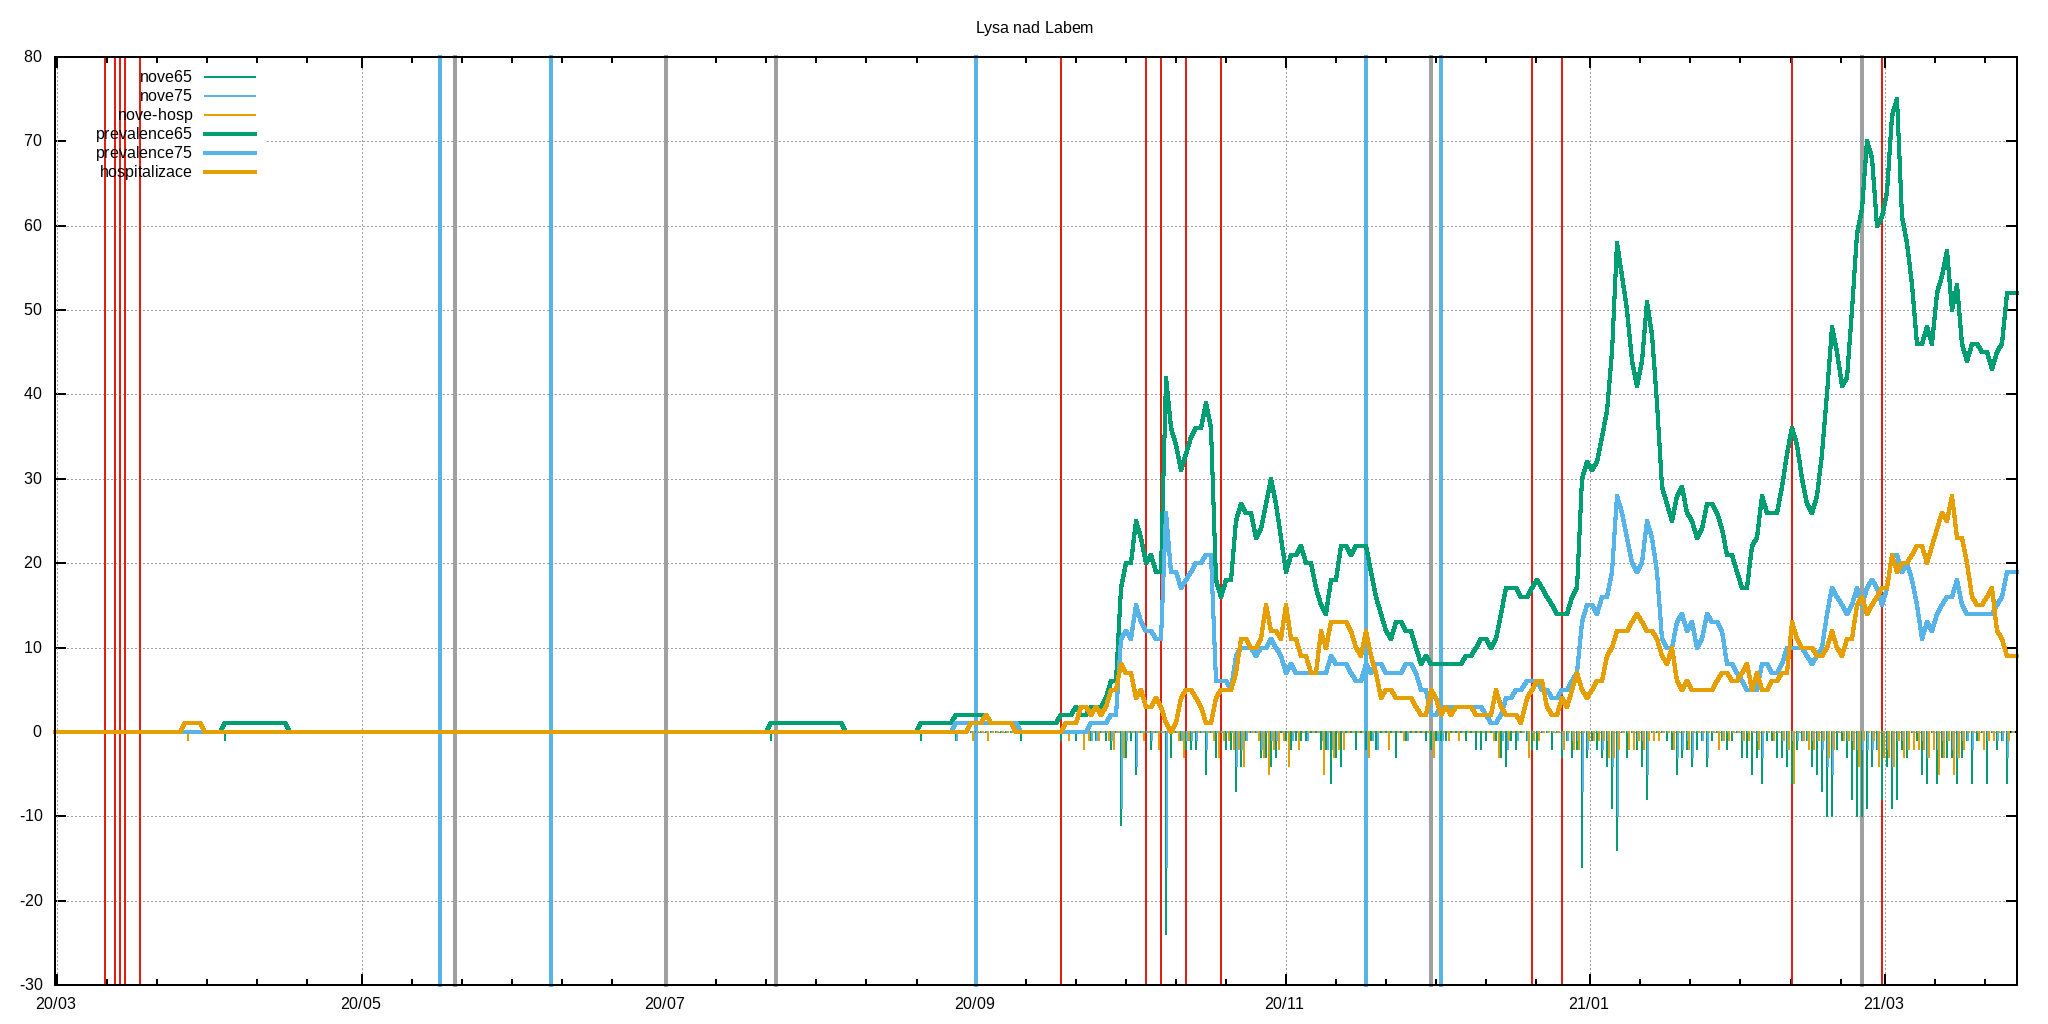 Lysa nad Labem
80
70
60
50
40
30
20
10
0
-10
-20
-30
nove65
nove75
nove-hosp
prevalence65
prevalence75
hospitalizace
20/03 20/05 20/07 20/09 20/11 21/01 21/03